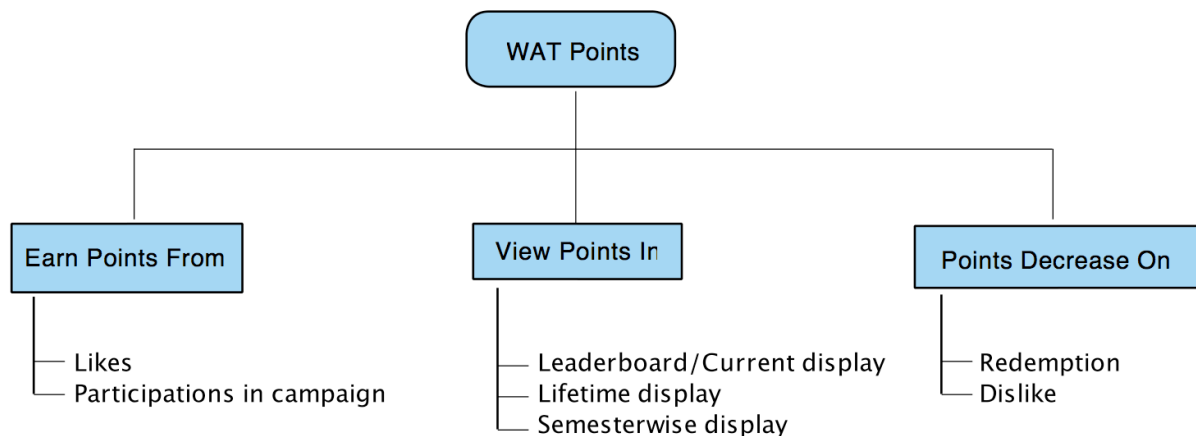 WAT Points
Earn Points From
Likes
Participations in campaign
View Points In
Leaderboard/Current display
Lifetime display
Semesterwise display
Points Decrease On
Redemption
Dislike